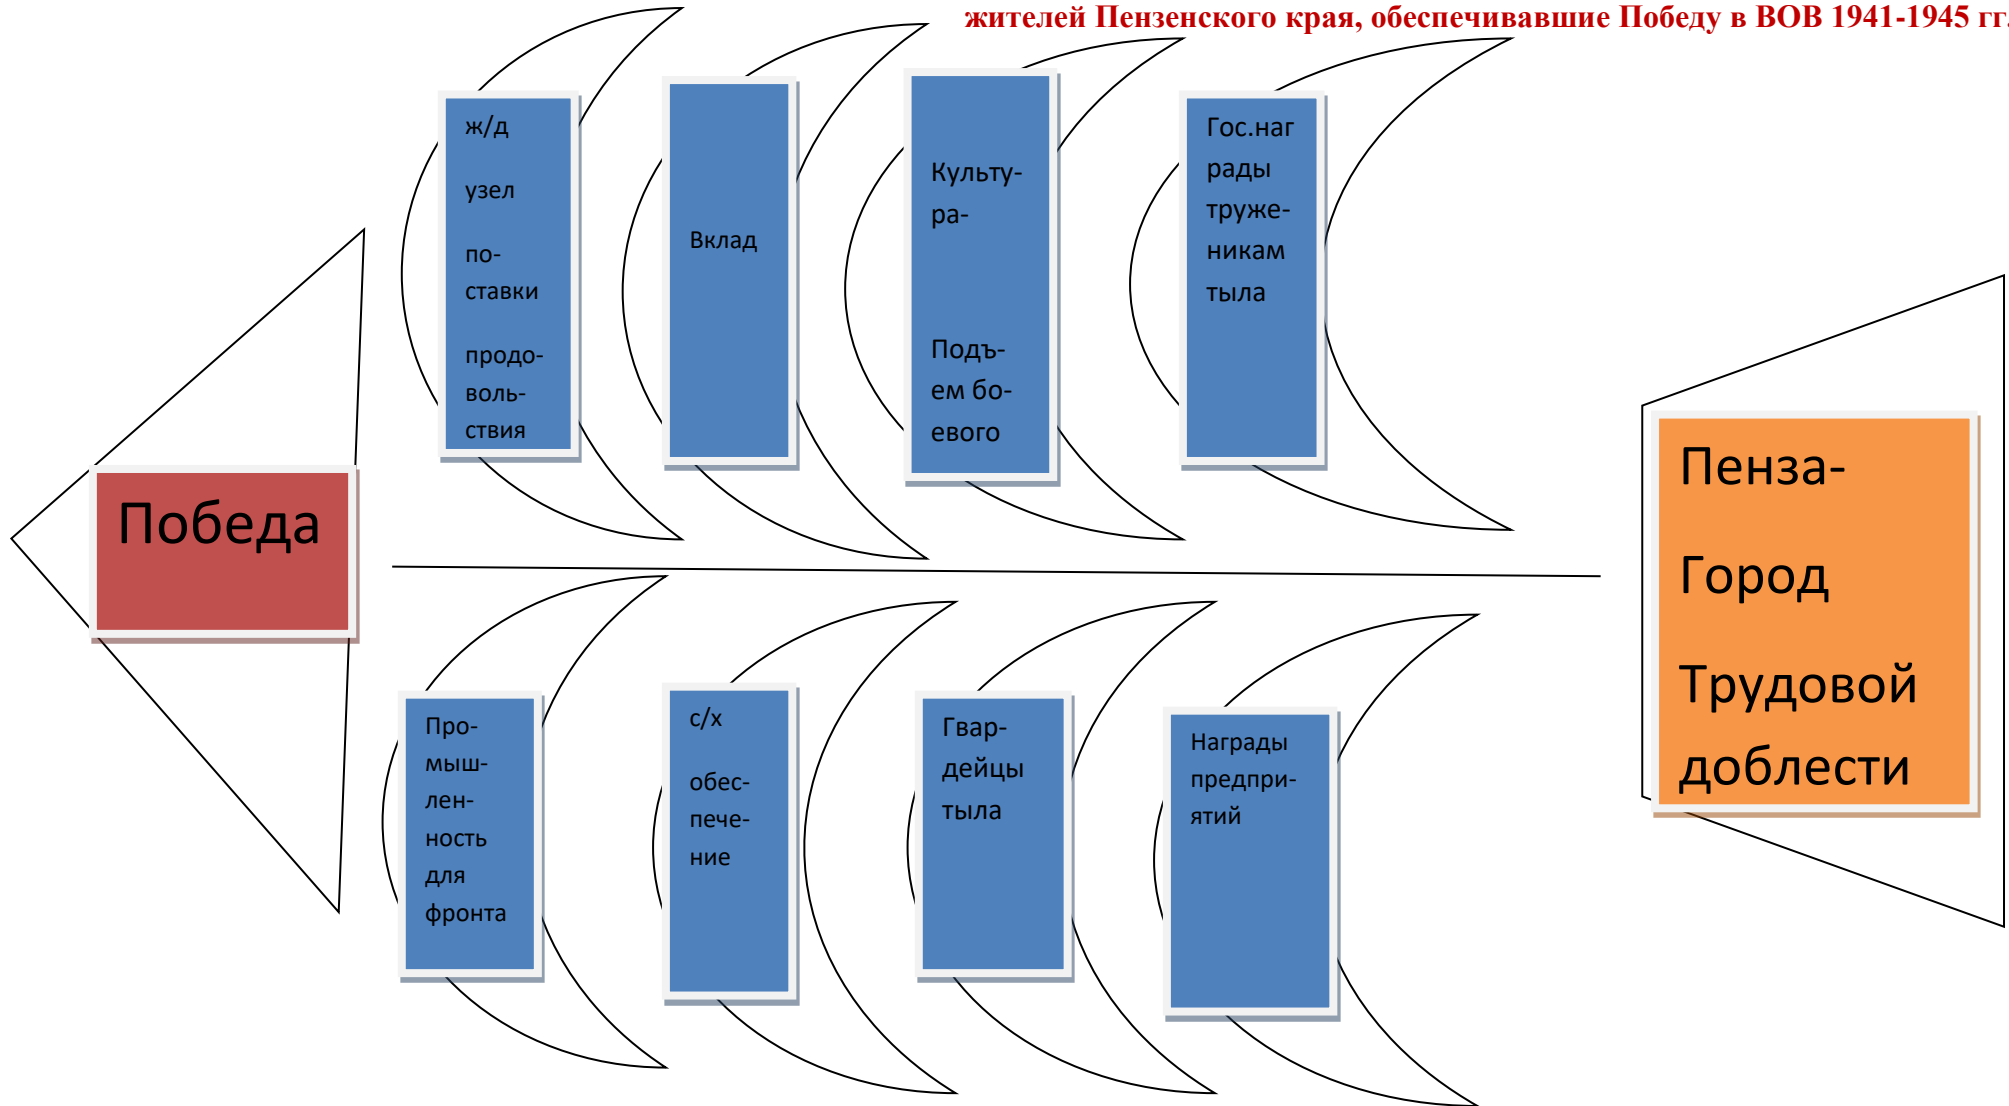 жителей Пензенского края, обеспечивавшие Победу в ВОВ 1941-1945 гг.
ж/д
узел
по-
ставки
продо-
воль-
ствия
Вклад
Культу-
ра-
Подъ-
ем бо-
евого
Гос.наг
рады
труже-
никам
тыла
Победа
Пенза-
Город
Трудовой
доблести
Про-
мыш-
лен-
ность
для
фронта
с/х
обес-
пече-
ние
Гвар-
дейцы
тыла
Награды
предпри-
ятий